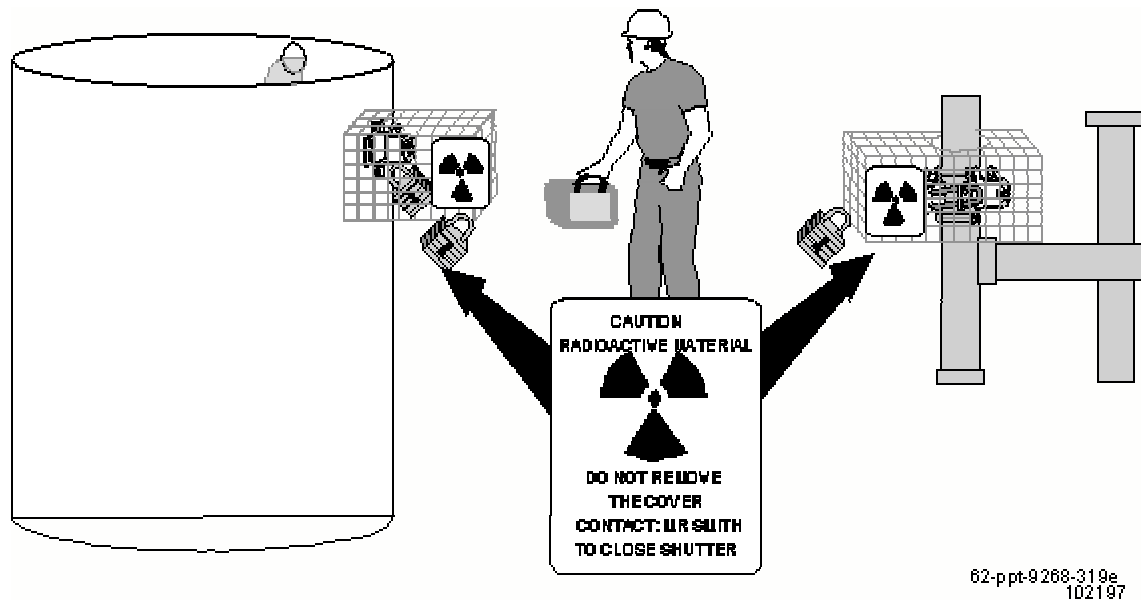 CAUTION
RADIOACTIVE MATERIAL
DO NOT REMOVE
THE COVER
CONTACT: MR SMITH
TO CLOSE SHUTTER
62-ppt-9268-319e
102197